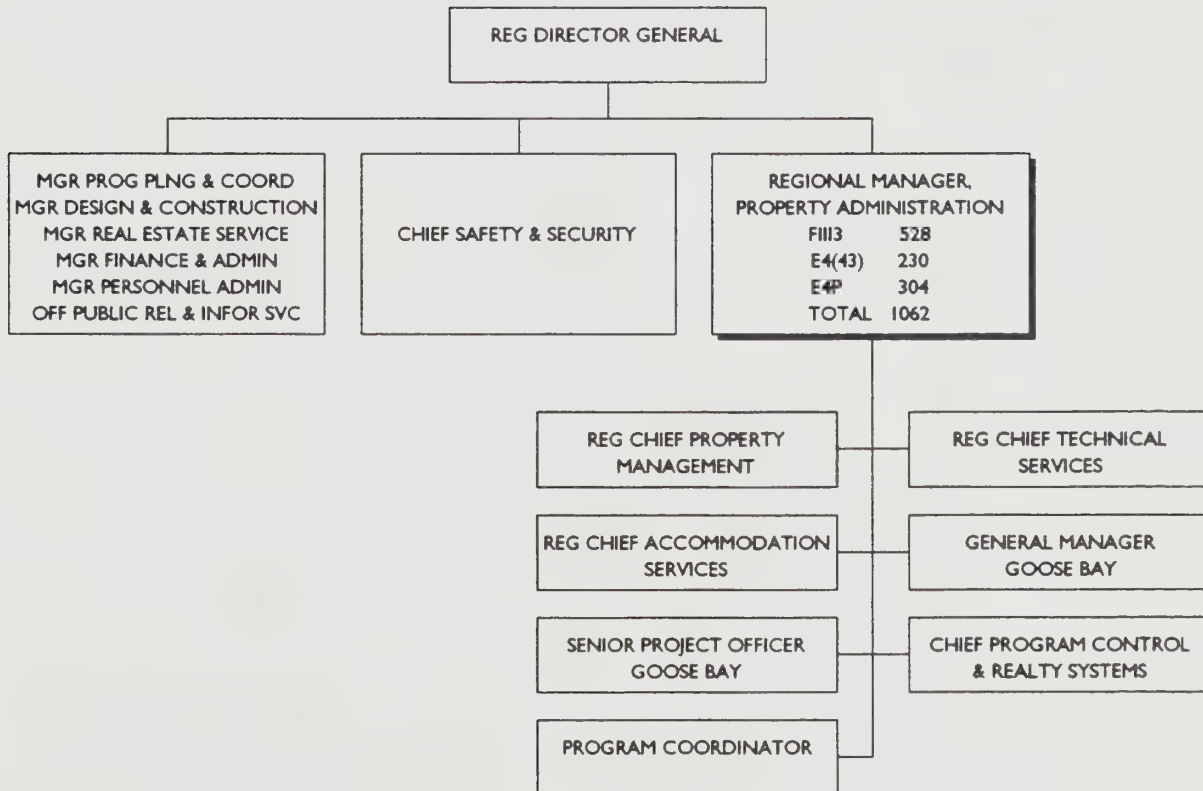 REG DIRECTOR GENERAL
MGR PROG PLNG & COORD
MGR DESIGN & CONSTRUCTION
MGR REAL ESTATE SERVICE
MGR FINANCE & ADMIN
MGR PERSONNEL ADMIN
OFF PUBLIC REL & INFOR SVC
CHIEF SAFETY & SECURITY
REGIONAL MANAGER,
PROPERTY ADMINISTRATION
FIII3 528
E4(43) 230
E4P 304
TOTAL 1062
REG CHIEF PROPERTY
MANAGEMENT
REG CHIEF TECHNICAL
SERVICES
REG CHIEF ACCOMMODATION
SERVICES
GENERAL MANAGER
GOOSE BAY
SENIOR PROJECT OFFICER
GOOSE BAY
CHIEF PROGRAM CONTROL
& REALTY SYSTEMS
PROGRAM COORDINATOR